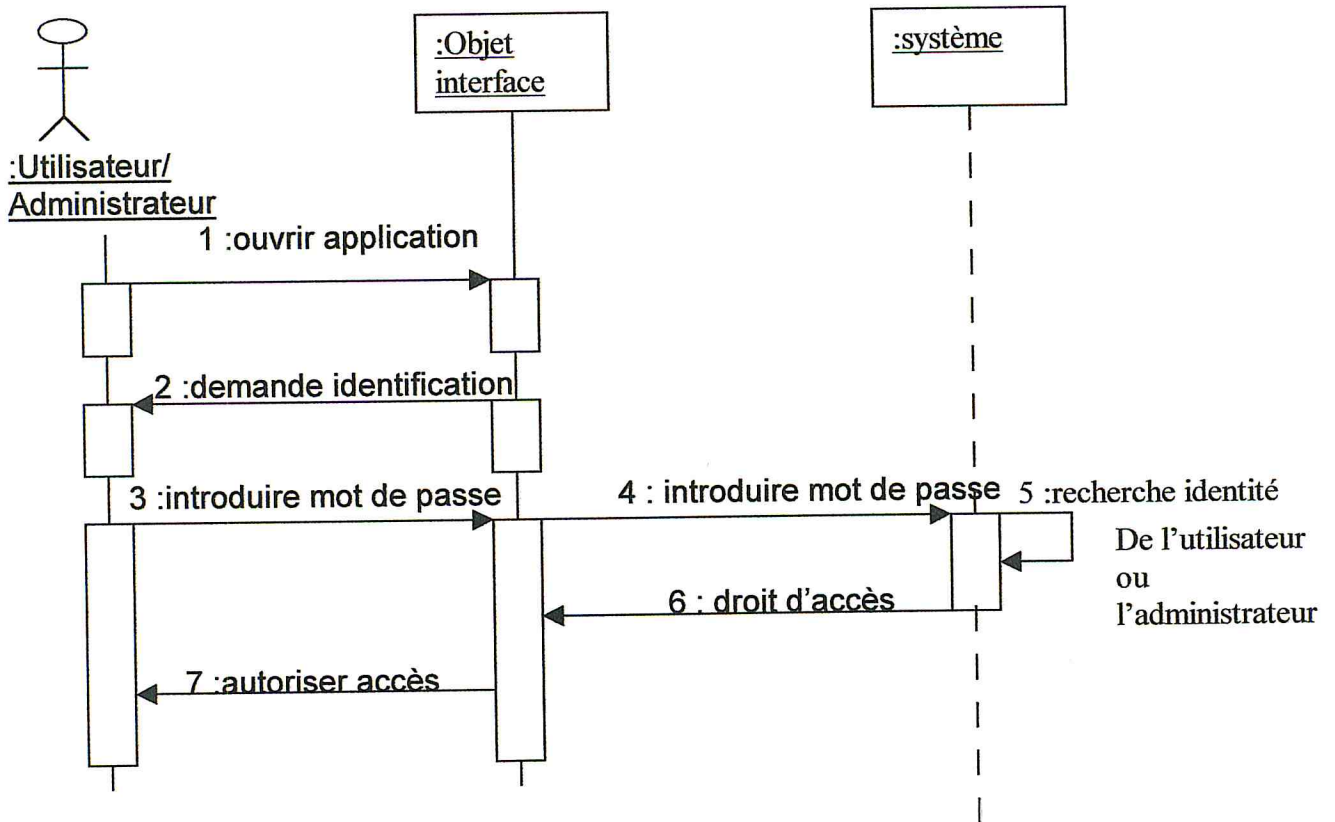 :Objet
interface
:système
:Utilisateur/
Administrateur
1 :ouvrir application
2 :demande identification
3 :introduire mot de passe
4 : introduire mot de passe
5 :recherche identité
De l'utilisateur
ou
l'administrateur
6 : droit d'accès
7 :autoriser accès